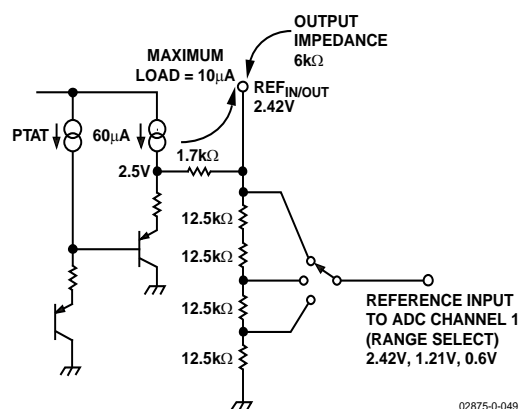 OUTPUT
IMPEDANCE
6kΩ
MAXIMUM
LOAD = 10μA
REFIN/OUT
2.42V
PTAT
60μA
1.7kΩ
2.5V
12.5kΩ
12.5kΩ
12.5kΩ
12.5kΩ
REFERENCE INPUT
TO ADC CHANNEL 1
(RANGE SELECT)
2.42V, 1.21V, 0.6V
02875-0-049